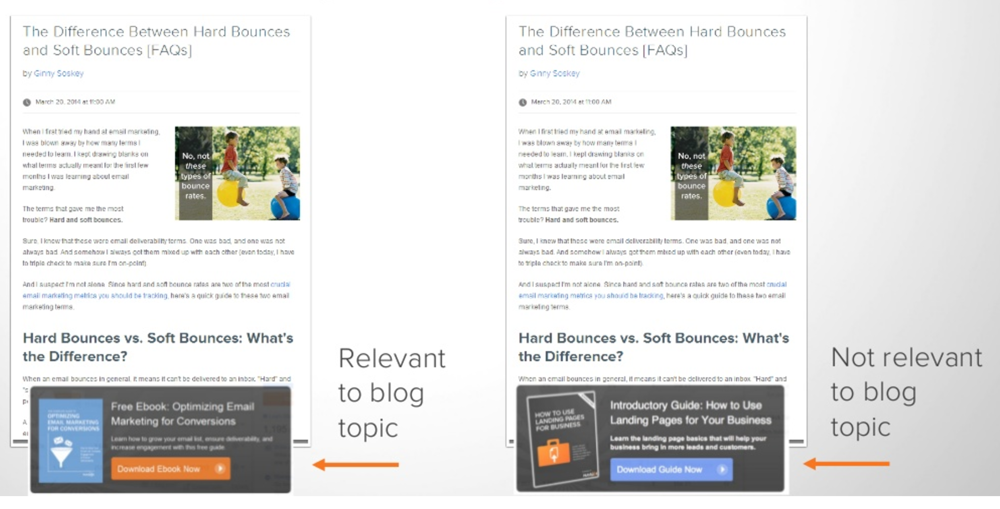 The Difference Between Hard Bounces
and Soft Bounces [FAQs]
by Ginny Soskey
March 20, 2014 at 11:00 AM
When I first tried my hand at email marketing,
I was blown away by how many terms I
needed to learn. I kept drawing blanks on
what terms actually meant for the first few
months I was learning about email
marketing.
No, not
these
types of
bounce
rates.
The terms that gave me the most
trouble? Hard and soft bounces.
Sure, I knew that these were email deliverability terms. One was bad, and one was not
always bad. And somehow I always got them mixed up with each other (even today, I have
to triple check to make sure I'm on-point).
And I suspect I'm not alone. Since hard and soft bounce rates are two of the most crucial
email marketing metrics you should be tracking, here's a quick guide to these two email
marketing terms.
Hard Bounces vs. Soft Bounces: What's
the Difference?
When an email bounces in general, it means it can't be delivered to an inbox. "Hard" and
OPTIMIZING
EMAIL MARKETING
FOR CONVERSIONS
Free Ebook: Optimizing Email
Marketing for Conversions
Learn how to grow your email list, ensure deliverability, and
increase engagement with this free guide.
Download Ebook Now
Relevant
to blog
topic
The Difference Between Hard Bounces
and Soft Bounces [FAQs]
by Ginny Soskey
March 20, 2014 at 11:00 AM
When I first tried my hand at email marketing,
I was blown away by how many terms I
needed to learn. I kept drawing blanks on
what terms actually meant for the first few
months I was learning about email
marketing.
No, not
these
types of
bounce
rates.
The terms that gave me the most
trouble? Hard and soft bounces.
Sure, I knew that these were email deliverability terms. One was bad, and one was not
always bad. And somehow I always got them mixed up with each other (even today, I have
to triple check to make sure I'm on-point).
And I suspect I'm not alone. Since hard and soft bounce rates are two of the most crucial
email marketing metrics you should be tracking, here's a quick guide to these two email
marketing terms.
Hard Bounces vs. Soft Bounces: What's
the Difference?
When an email bounces in general, it means it can't be delivered to an inbox. "Hard" and
HOW TO USE
LANDING PAGES
FOR BUSINESS
Introductory Guide: How to Use
Landing Pages for Your Business
Learn the landing page basics that will help your
business bring in more leads and customers.
Download Guide Now
Not relevant
to blog
topic